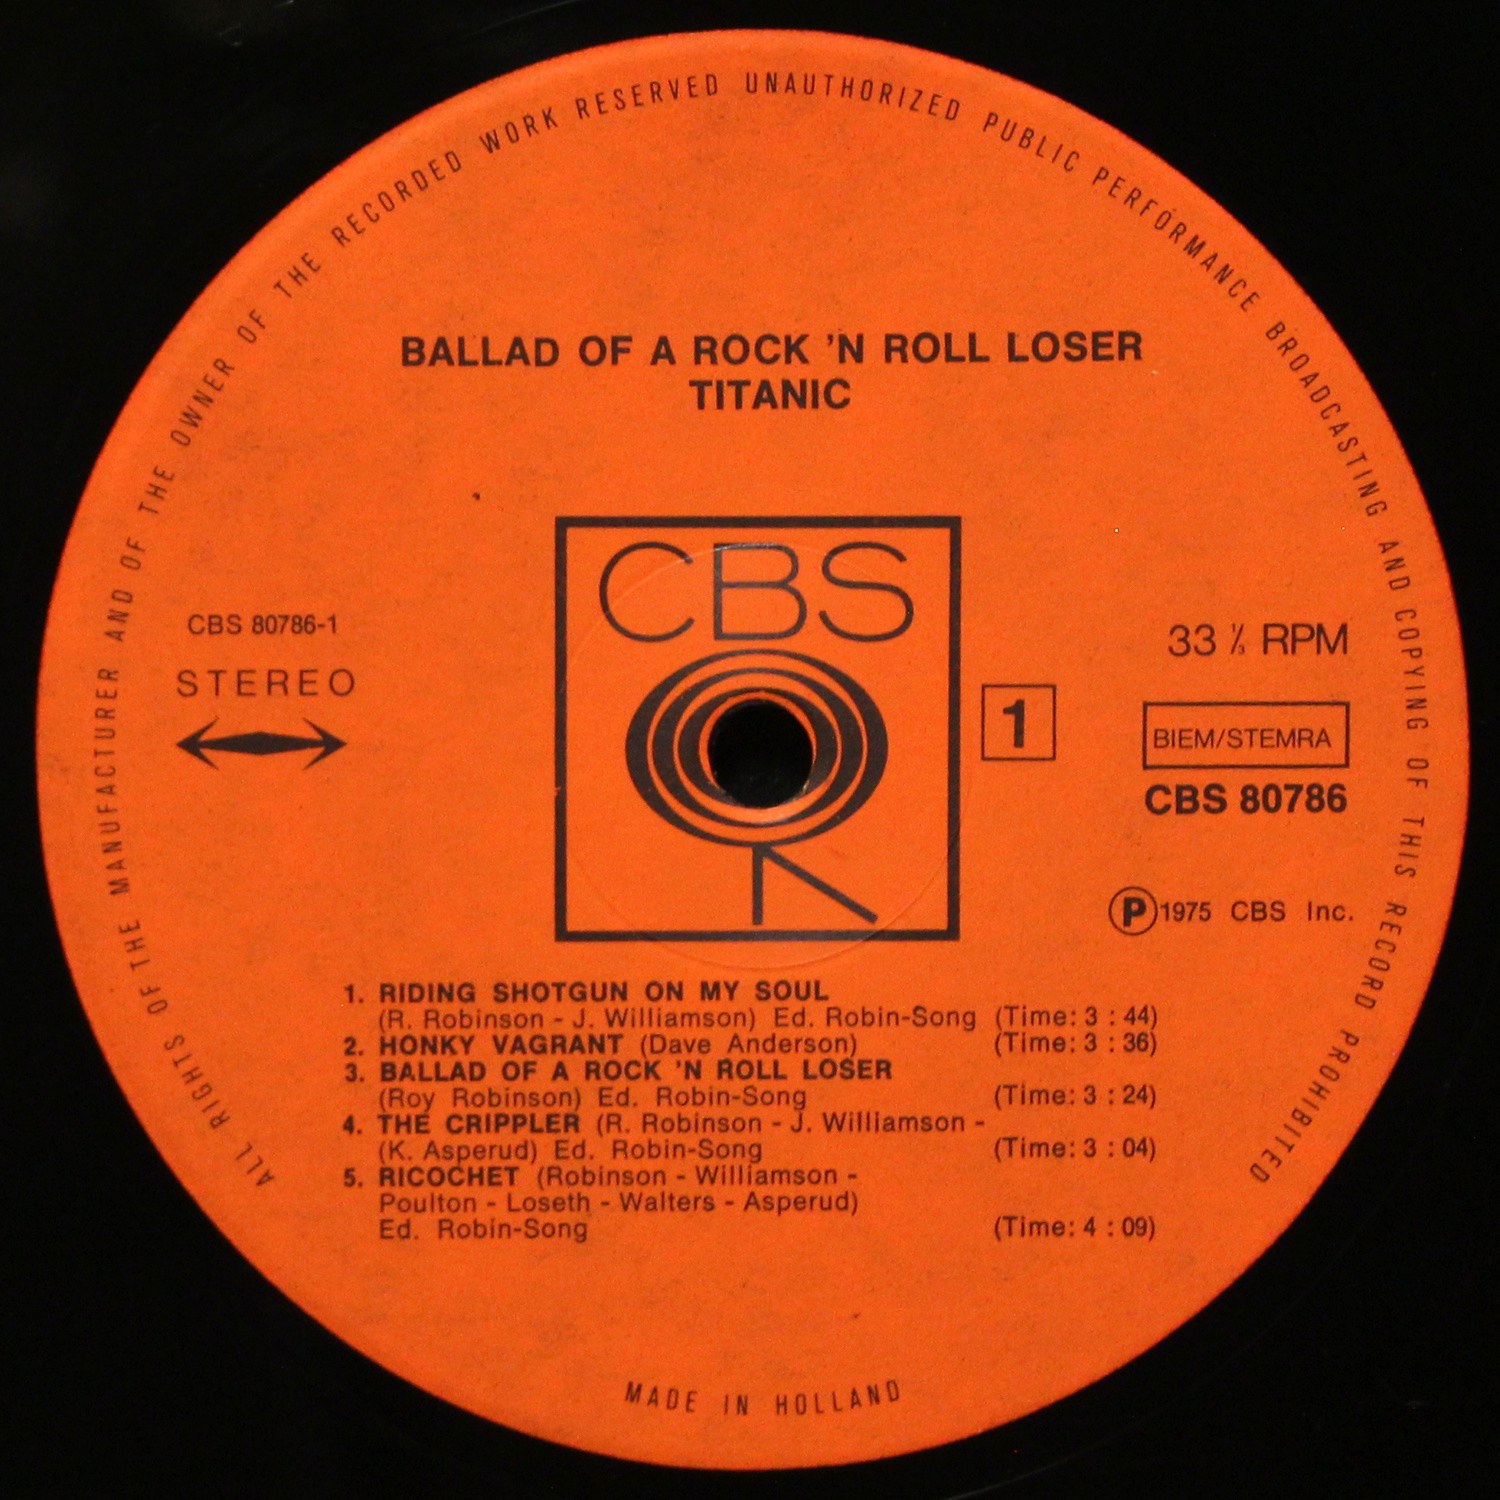 ALL RIGHTS OF THE MANUFACTURER AND OF THE OWNER OF THE RECORDED WORK RESERVED UNAUTHORIZED PUBLIC PERFORMANCE BROADCASTING AND COPYING OF THIS RECORD PROHIBITED
BALLAD OF A ROCK 'N ROLL LOSER
TITANIC
CBS
CBS 80786-1
STEREO
33 ⅓ RPM
1
BIEM/STEMRA
CBS 80786
Ⓟ1975 CBS Inc.
1. RIDING SHOTGUN ON MY SOUL
(R. Robinson - J. Williamson) Ed. Robin-Song (Time: 3 : 44)
2. HONKY VAGRANT (Dave Anderson) (Time: 3 : 36)
3. BALLAD OF A ROCK 'N ROLL LOSER
(Roy Robinson) Ed. Robin-Song (Time: 3 : 24)
4. THE CRIPPLER (R. Robinson - J. Williamson -
(K. Asperud) Ed. Robin-Song (Time: 3 : 04)
5. RICOCHET (Robinson - Williamson -
Poulton - Loseth - Walters - Asperud)
Ed. Robin-Song (Time: 4 : 09)
MADE IN HOLLAND